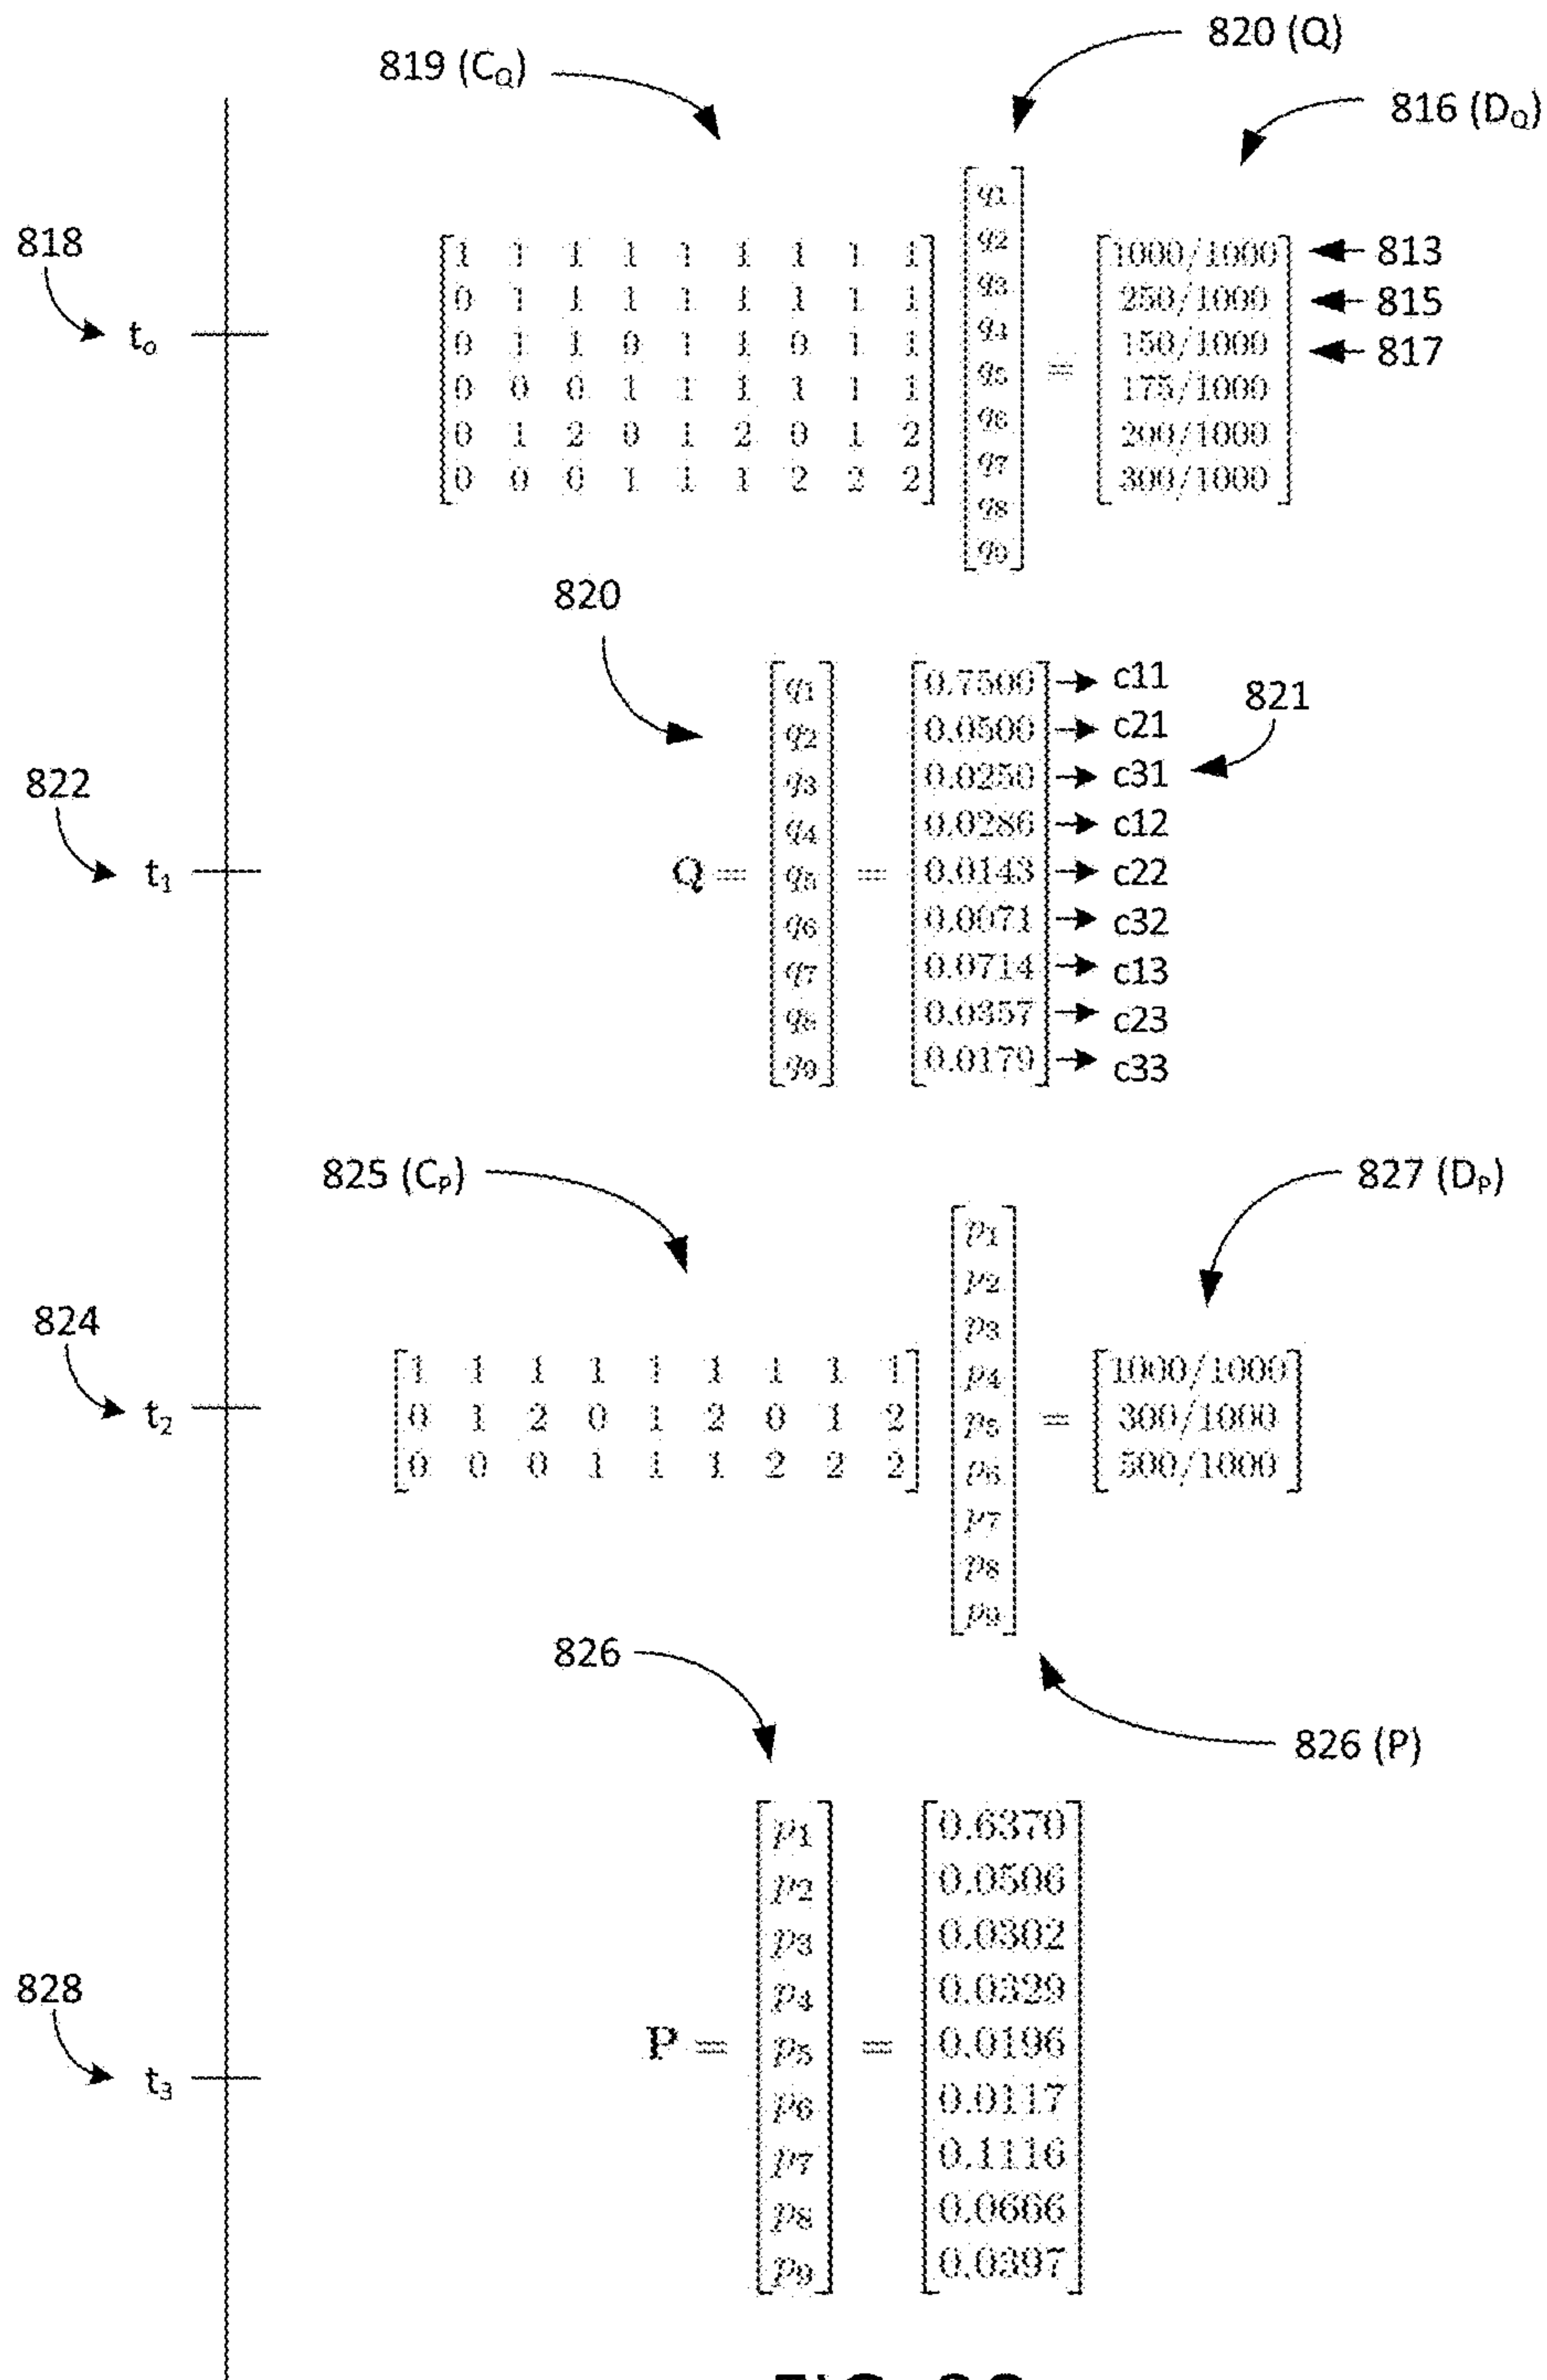 820 (Q)
819 (CQ)
816 (DQ)
818
t0
1 1 1 1 1 1 1 1 1
0 1 1 1 1 1 1 1 1
0 1 1 0 1 1 0 1 1
0 0 0 1 1 1 1 1 1
0 1 2 0 1 2 0 1 2
0 0 0 1 1 1 2 2 2
q1
q2
q3
q4
q5
q6
q7
q8
q9
=
1000/1000
250/1000
150/1000
175/1000
200/1000
300/1000
813
815
817
820
822
t1
Q =
q1
q2
q3
q4
q5
q6
q7
q8
q9
=
0.7500 c11
0.0500 c21
0.0250 c31
0.0286 c12
0.0143 c22
0.0071 c32
0.0714 c13
0.0357 c23
0.0179 c33
821
825 (CP)
827 (DP)
824
t2
1 1 1 1 1 1 1 1 1
0 1 2 0 1 2 0 1 2
0 0 0 1 1 1 2 2 2
p1
p2
p3
p4
p5
p6
p7
p8
p9
=
1000/1000
300/1000
500/1000
826
826 (P)
828
t3
P =
p1
p2
p3
p4
p5
p6
p7
p8
p9
=
0.6370
0.0506
0.0302
0.0329
0.0196
0.0117
0.1116
0.0666
0.0397